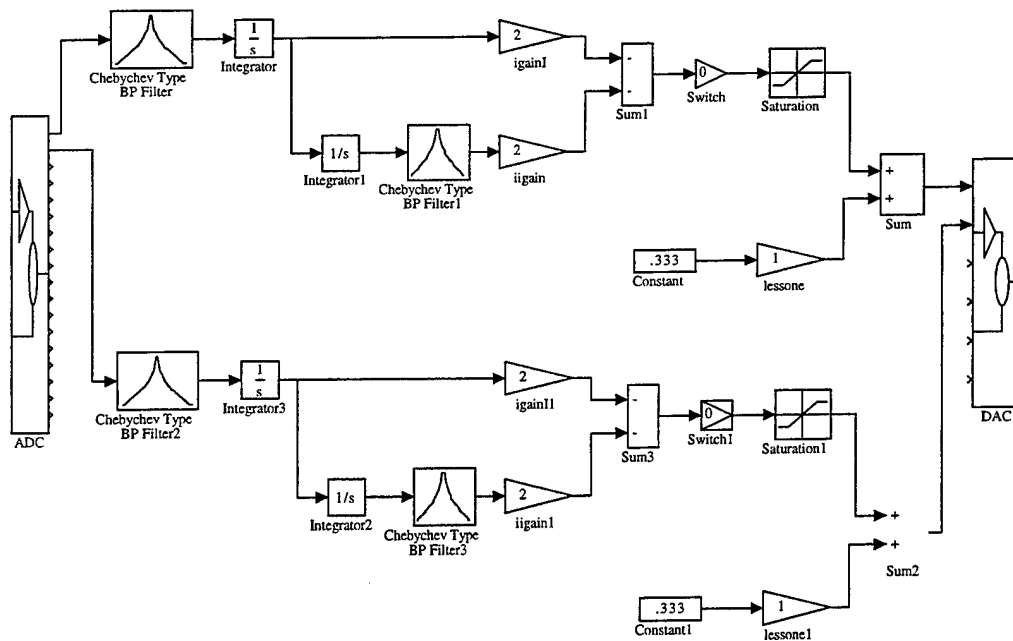 Chebychev Type
BP Filter
1
s
Integrator
2
igainI
-
-
Sum1
0
Switch
Saturation
1/s
Integrator1
Chebychev Type
BP Filter1
2
iigain
+
+
Sum
.333
Constant
1
lessone
ADC
DAC
Chebychev Type
BP Filter2
1
s
Integrator3
2
igainI1
-
-
Sum3
0
Switch1
Saturation1
1/s
Integrator2
Chebychev Type
BP Filter3
2
iigain1
+
+
Sum2
.333
Constant1
1
lessone1